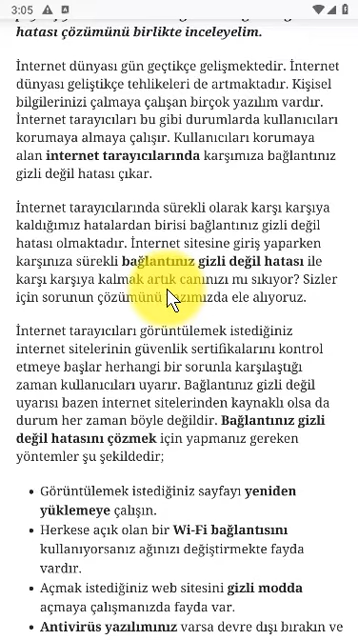 3:05
hatası çözümünü birlikte inceleyelim.
İnternet dünyası gün geçtikçe gelişmektedir. İnternet
dünyası geliştikçe tehlikeleri de artmaktadır. Kişisel
bilgilerinizi çalmaya çalışan birçok yazılım vardır.
İnternet tarayıcıları bu gibi durumlarda kullanıcıları
korumaya almaya çalışır. Kullanıcıları korumaya
alan internet tarayıcılarında karşımıza bağlantınız
gizli değil hatası çıkar.
İnternet tarayıcılarında sürekli olarak karşı karşıya
kaldığımız hatalardan birisi bağlantınız gizli değil
hatası olmaktadır. İnternet sitesine giriş yaparken
karşınıza sürekli bağlantınız gizli değil hatası ile
karşı karşıya kalmak artık canınızı mı sıkıyor? Sizler
için sorunun çözümünü yazımızda ele alıyoruz.
İnternet tarayıcıları görüntülemek istediğiniz
internet sitelerinin güvenlik sertifikalarını kontrol
etmeye başlar herhangi bir sorunla karşılaştığı
zaman kullanıcıları uyarır. Bağlantınız gizli değil
uyarısı bazen internet sitelerinden kaynaklı olsa da
durum her zaman böyle değildir. Bağlantınız gizli
değil hatasını çözmek için yapmanız gereken
yöntemler şu şekildedir;
• Görüntülemek istediğiniz sayfayı yeniden
yüklemeye çalışın.
• Herkese açık olan bir Wi-Fi bağlantısını
kullanıyorsanız ağınızı değiştirmekte fayda
vardır.
• Açmak istediğiniz web sitesini gizli modda
açmaya çalışmanızda fayda var.
• Antivirüs yazılımınız varsa devre dışı bırakın ve